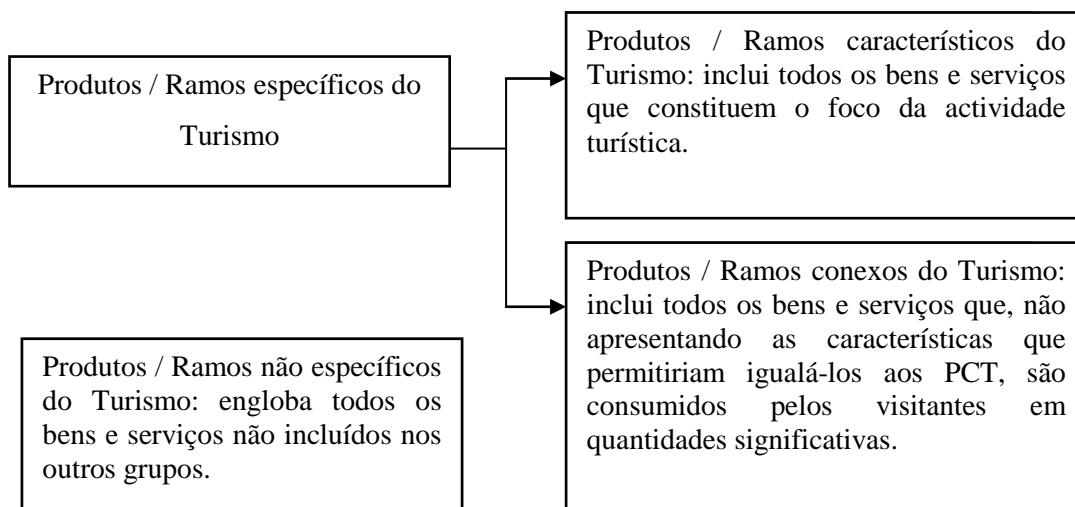 Produtos / Ramos específicos do
Turismo
Produtos / Ramos característicos do
Turismo: inclui todos os bens e serviços
que constituem o foco da actividade
turística.
Produtos / Ramos conexos do Turismo:
inclui todos os bens e serviços que, não
apresentando as características que
permitiriam igualá-los aos PCT, são
consumidos pelos visitantes em
quantidades significativas.
Produtos / Ramos não específicos
do Turismo: engloba todos os
bens e serviços não incluídos nos
outros grupos.